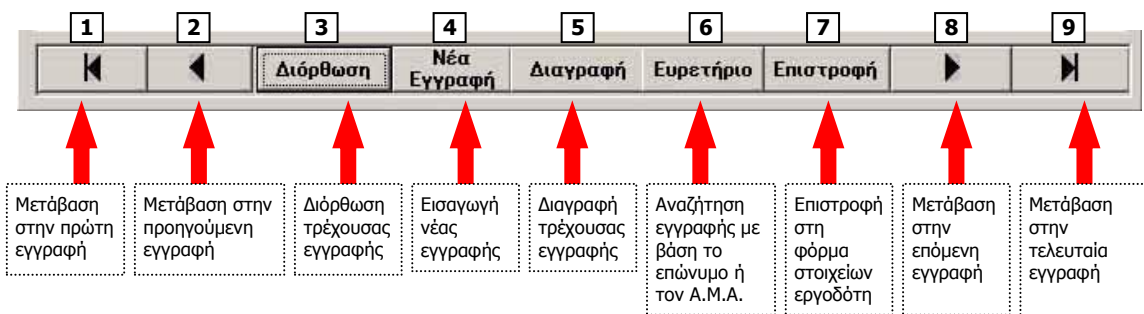 1 2 3 4 5 6 7 8 9
Διόρθωση
Νέα
Εγγραφή
Διαγραφή
Ευρετήριο
Επιστροφή
Μετάβαση
στην πρώτη
εγγραφή
Μετάβαση στην
προηγούμενη
εγγραφή
Διόρθωση
τρέχουσας
εγγραφής
Εισαγωγή
νέας
εγγραφής
Διαγραφή
τρέχουσας
εγγραφής
Αναζήτηση
εγγραφής με
βάση το
επώνυμο ή
τον Α.Μ.Α.
Επιστροφή
στη
φόρμα
στοιχείων
εργοδότη
Μετάβαση
στην
επόμενη
εγγραφή
Μετάβαση
στην
τελευταία
εγγραφή